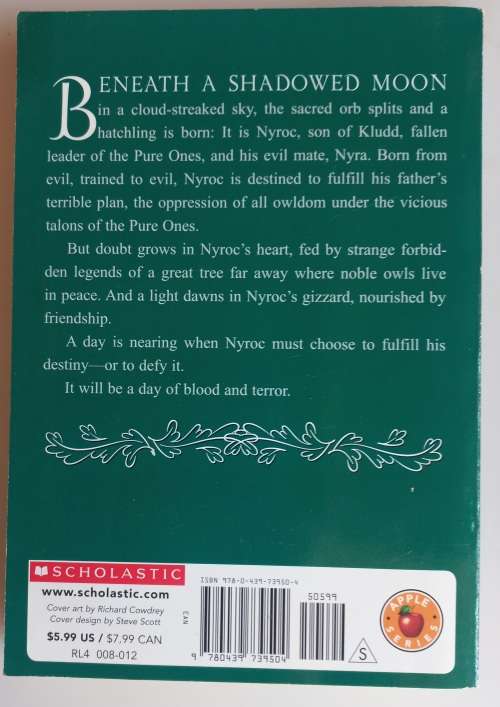 BENEATH A SHADOWED MOON
in a cloud-streaked sky, the sacred orb splits and a
hatchling is born: It is Nyroc, son of Kludd, fallen
leader of the Pure Ones, and his evil mate, Nyra. Born from
evil, trained to evil, Nyroc is destined to fulfill his father's
terrible plan, the oppression of all owldom under the vicious
talons of the Pure Ones.
But doubt grows in Nyroc's heart, fed by strange forbid-
den legends of a great tree far away where noble owls live
in peace. And a light dawns in Nyroc's gizzard, nourished by
friendship.
A day is nearing when Nyroc must choose to fulfill his
destiny—or to defy it.
It will be a day of blood and terror.
SCHOLASTIC
www.scholastic.com
Cover art by Richard Cowdrey
Cover design by Steve Scott
$5.99 US / $7.99 CAN
RL4 008-012
EAN
ISBN 978-0-439-73950-4
50599
9 780439 739504
S
APPLE
SERIES